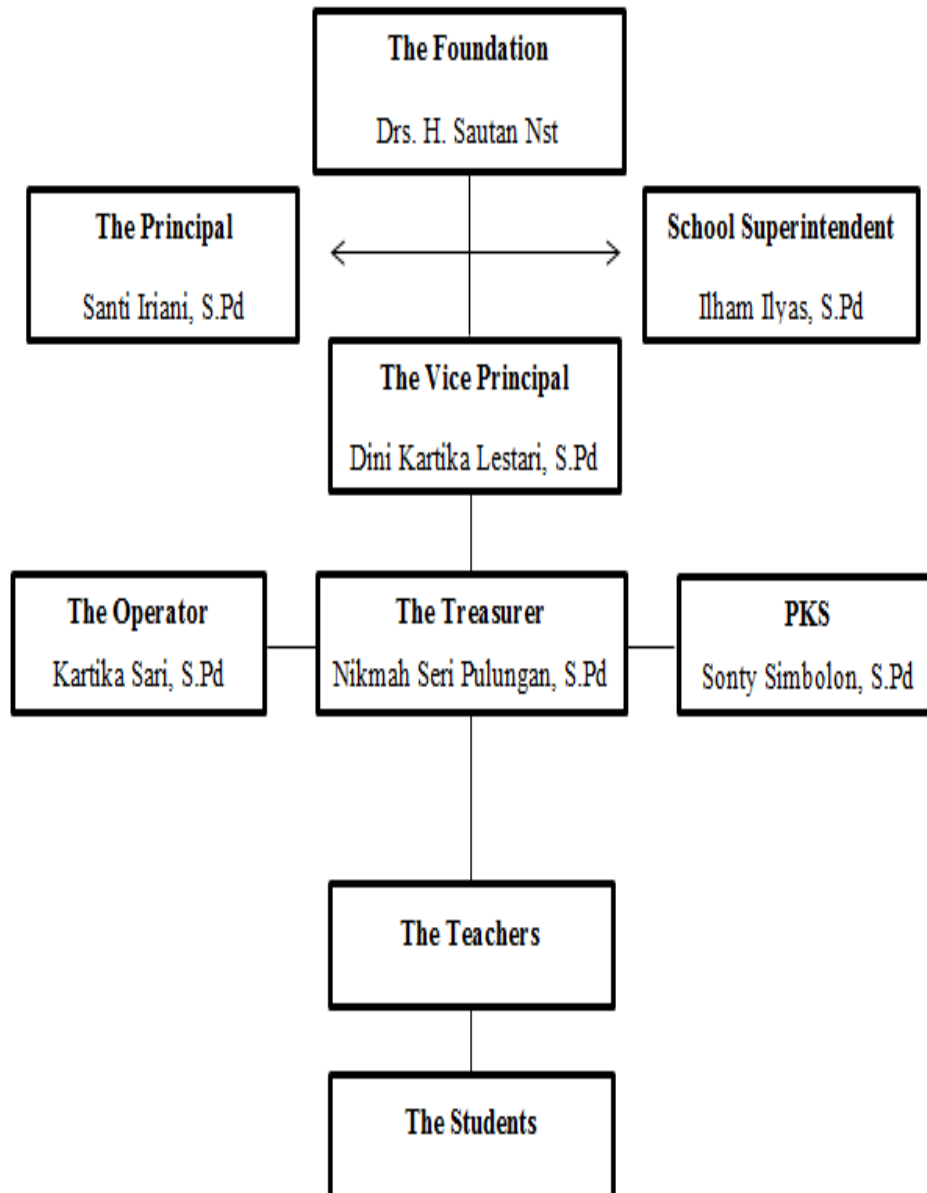 The Foundation
Drs. H. Sautan Nst
The Principal
Santi Iriani, S.Pd
School Superintendent
Ilham Ilyas, S.Pd
The Vice Principal
Dini Kartika Lestari, S.Pd
The Operator
Kartika Sari, S.Pd
The Treasurer
Nikmah Seri Pulungan, S.Pd
PKS
Sonty Simbolon, S.Pd
The Teachers
The Students